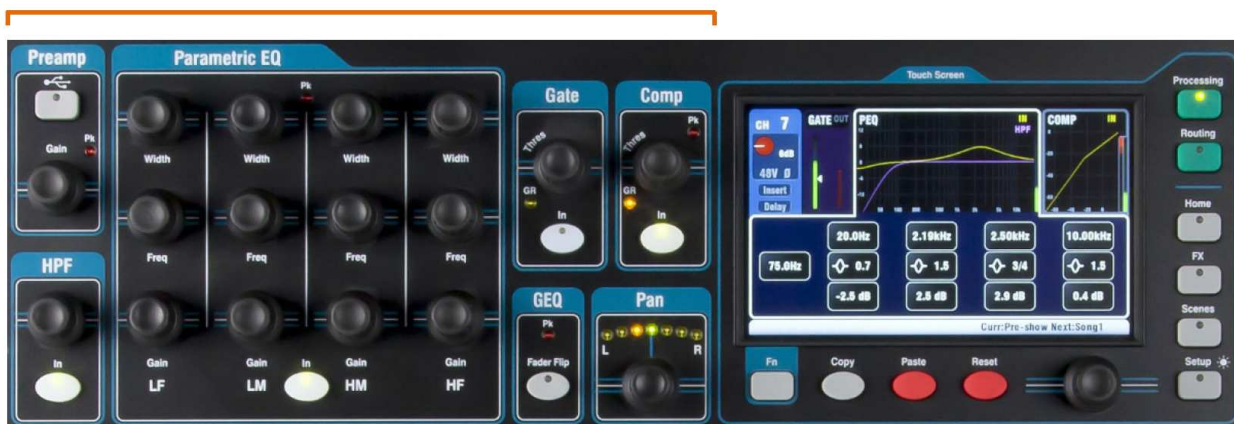 Preamp
Pk
Gain
HPF
In
Parametric EQ
Pk
Width Width Width Width
Freq Freq Freq Freq
Gain Gain In Gain Gain
LF LM HM HF
Gate
Thres
GR
In
Comp
Pk
Thres
GR
In
GEQ
Pk
Fader Flip
Pan
L R
Touch Screen
CH 7
0dB
48V Ø
Insert
Delay
GATE OUT
PEQ IN
HPF
COMP IN
75.0Hz
20.0Hz 2.19kHz 2.50kHz 10.00kHz
0.7 1.5 3/4 1.5
-2.5 dB 2.5 dB 2.9 dB 0.4 dB
Curr:Pre-show Next:Song1
Fn
Copy
Paste
Reset
Processing
Routing
Home
FX
Scenes
Setup